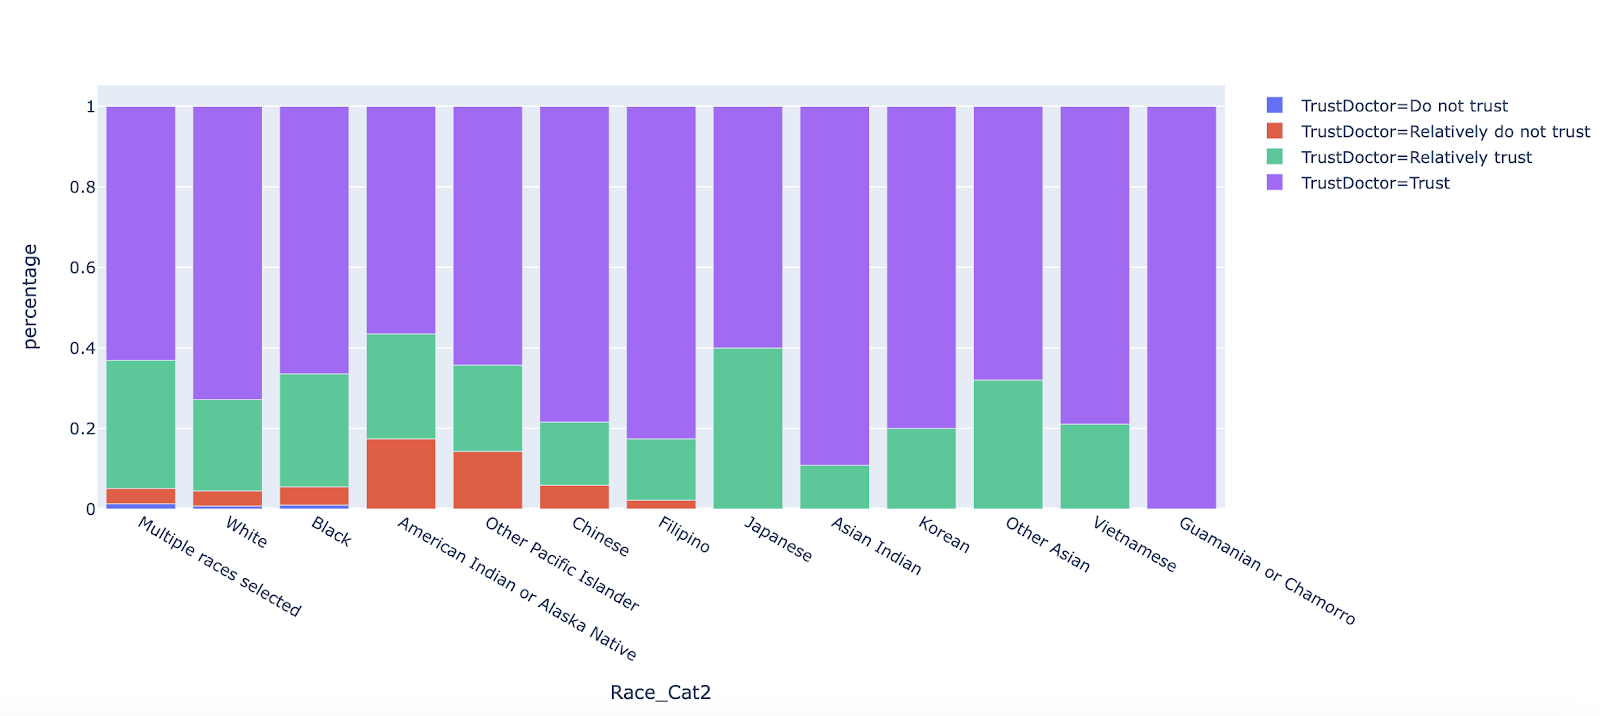 percentage
1
0.8
0.6
0.4
0.2
0
Multiple races selected
White
Black
American Indian or Alaska Native
Other Pacific Islander
Chinese
Filipino
Japanese
Asian Indian
Korean
Other Asian
Vietnamese
Guamanian or Chamorro
Race_Cat2
TrustDoctor=Do not trust
TrustDoctor=Relatively do not trust
TrustDoctor=Relatively trust
TrustDoctor=Trust